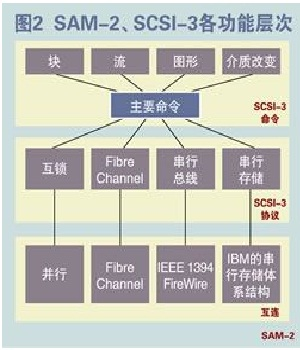 图2 SAM-2、SCSI-3各功能层次
块
流
图形
介质改变
主要命令
SCSI-3
命令
互锁
Fibre
Channel
串行
总线
串行
存储
SCSI-3
协议
并行
Fibre
Channel
IEEE 1394
FireWire
IBM的串
行存储体
系结构
互连
SAM-2